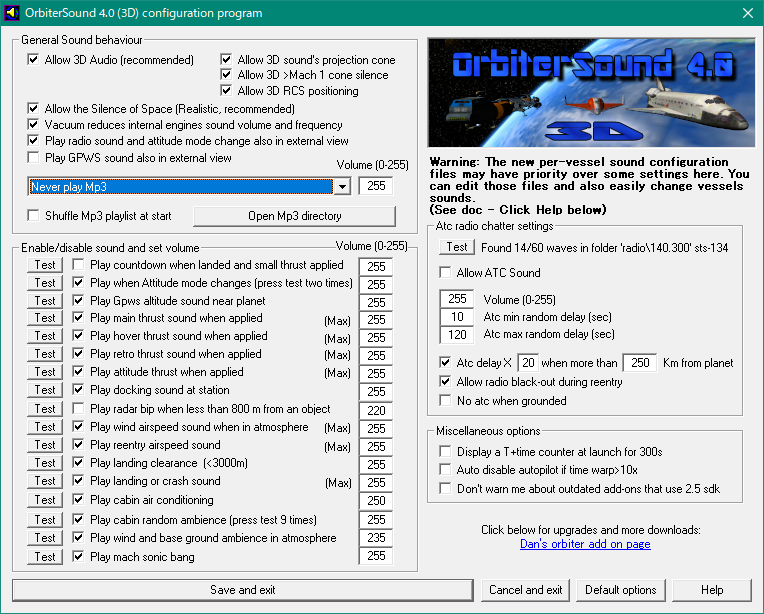 OrbiterSound 4.0 (3D) configuration program
General Sound behaviour
Allow 3D Audio (recommended)
Allow 3D sound's projection cone
Allow 3D >Mach 1 cone silence
Allow 3D RCS positioning
Allow the Silence of Space (Realistic, recommended)
Vacuum reduces internal engines sound volume and frequency
Play radio sound and attitude mode change also in external view
Play GPWS sound also in external view
Volume (0-255)
Never play Mp3
255
Shuffle Mp3 playlist at start
Open Mp3 directory
Enable/disable sound and set volume
Volume (0-255)
Test Play countdown when landed and small thrust applied 255
Test Play when Attitude mode changes (press test two times) 255
Test Play Gpws altitude sound near planet 255
Test Play main thrust sound when applied (Max) 255
Test Play hover thrust sound when applied (Max) 255
Test Play retro thrust sound when applied (Max) 255
Test Play attitude thrust when applied (Max) 255
Test Play docking sound at station 255
Test Play radar bip when less than 800 m from an object 220
Test Play wind airspeed sound when in atmosphere (Max) 255
Test Play reentry airspeed sound (Max) 255
Test Play landing clearance (<3000m) 255
Test Play landing or crash sound (Max) 255
Test Play cabin air conditioning 250
Test Play cabin random ambience (press test 9 times) 255
Test Play wind and base ground ambience in atmosphere 235
Test Play mach sonic bang 255
OrbiterSound 4.0
3D
Warning: The new per-vessel sound configuration
files may have priority over some settings here. You
can edit those files and also easily change vessels
sounds.
(See doc - Click Help below)
Atc radio chatter settings
Test Found 14/60 waves in folder 'radio\140.300' sts-134
Allow ATC Sound
255 Volume (0-255)
10 Atc min random delay (sec)
120 Atc max random delay (sec)
Atc delay X 20 when more than 250 Km from planet
Allow radio black-out during reentry
No atc when grounded
Miscellaneous options
Display a T+time counter at launch for 300s
Auto disable autopilot if time warp>10x
Don't warn me about outdated add-ons that use 2.5 sdk
Click below for upgrades and more downloads:
Dan's orbiter add on page
Save and exit
Cancel and exit
Default options
Help